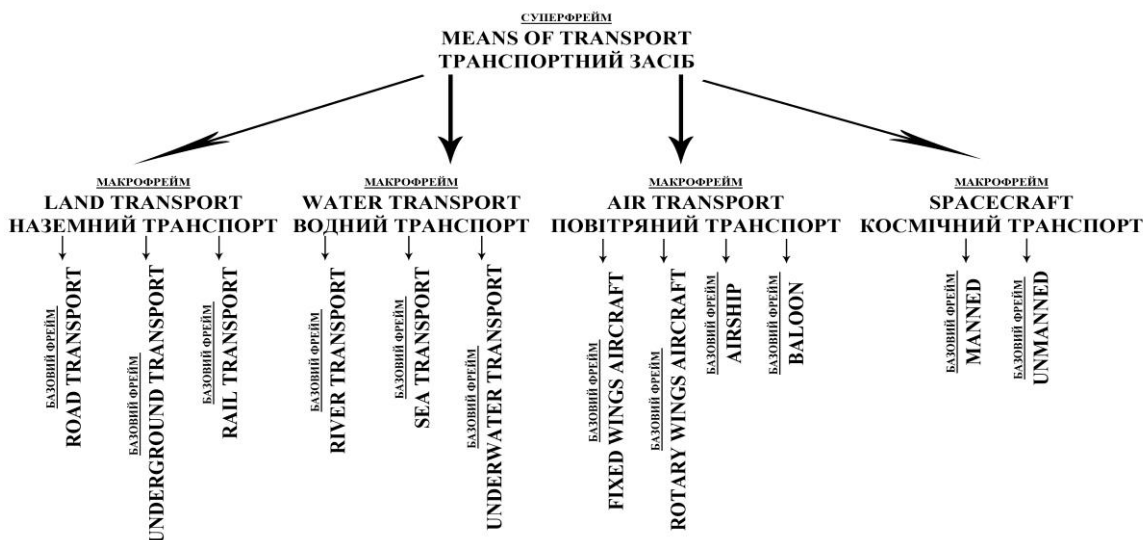 СУПЕРФРЕЙМ
MEANS OF TRANSPORT
ТРАНСПОРТНИЙ ЗАСІБ
МАКРОФРЕЙМ
LAND TRANSPORT
НАЗЕМНИЙ ТРАНСПОРТ
БАЗОВИЙ ФРЕЙМ
ROAD TRANSPORT
БАЗОВИЙ ФРЕЙМ
UNDERGROUND TRANSPORT
БАЗОВИЙ ФРЕЙМ
RAIL TRANSPORT
МАКРОФРЕЙМ
WATER TRANSPORT
ВОДНИЙ ТРАНСПОРТ
БАЗОВИЙ ФРЕЙМ
RIVER TRANSPORT
БАЗОВИЙ ФРЕЙМ
SEA TRANSPORT
БАЗОВИЙ ФРЕЙМ
UNDERWATER TRANSPORT
МАКРОФРЕЙМ
AIR TRANSPORT
ПОВІТРЯНИЙ ТРАНСПОРТ
БАЗОВИЙ ФРЕЙМ
FIXED WINGS AIRCRAFT
БАЗОВИЙ ФРЕЙМ
ROTARY WINGS AIRCRAFT
БАЗОВИЙ ФРЕЙМ
AIRSHIP
БАЗОВИЙ ФРЕЙМ
BALOON
МАКРОФРЕЙМ
SPACECRAFT
КОСМІЧНИЙ ТРАНСПОРТ
БАЗОВИЙ ФРЕЙМ
MANNED
БАЗОВИЙ ФРЕЙМ
UNMANNED